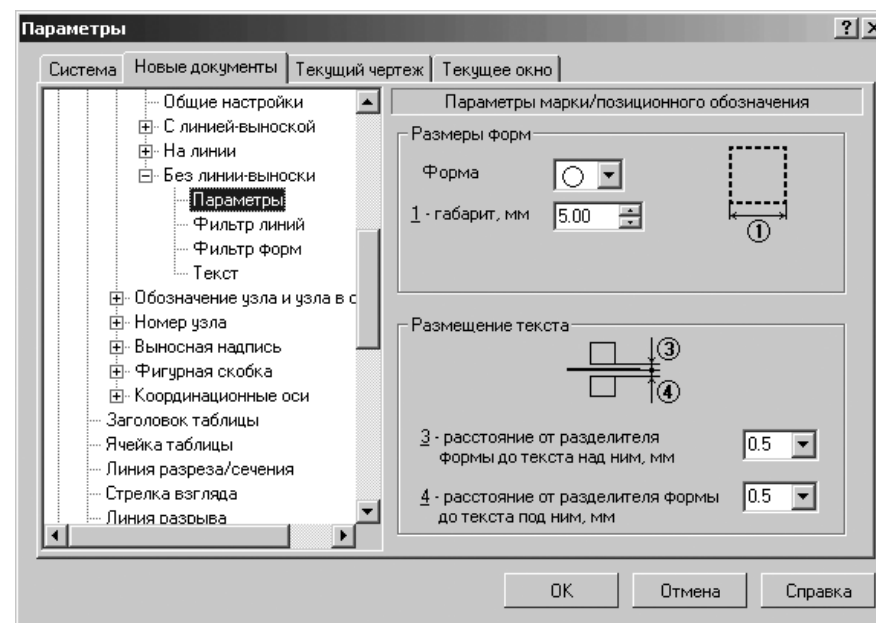 Параметры
Система Новые документы Текущий чертеж Текущее окно
Общие настройки
С линией-выноской
На линии
Без линии-выноски
Параметры
Фильтр линий
Фильтр форм
Текст
Обозначение узла и узла в с
Номер узла
Выносная надпись
Фигурная скобка
Координационные оси
Заголовок таблицы
Ячейка таблицы
Линия разреза/сечения
Стрелка взгляда
Линия разрыва
Параметры марки/позиционного обозначения
Размеры форм
Форма
1 - габарит, мм 5.00
1
Размещение текста
3
4
3 - расстояние от разделителя
формы до текста над ним, мм 0.5
4 - расстояние от разделителя формы
до текста под ним, мм 0.5
OK Отмена Справка